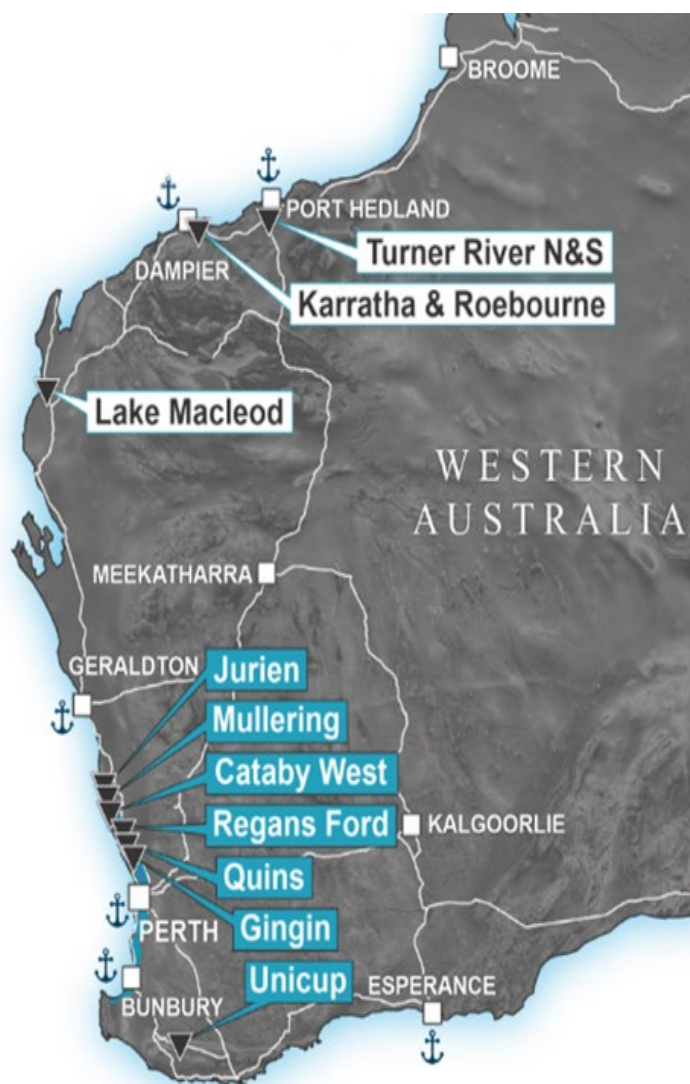 BROOME
PORT HEDLAND
Turner River N&S
DAMPIER
Karratha & Roebourne
Lake Macleod
WESTERN
AUSTRALIA
MEEKATHARRA
GERALDTON
Jurien
Mullering
Cataby West
Regans Ford
KALGOORLIE
Quins
Gingin
PERTH
Unicup
ESPERANCE
BUNBURY